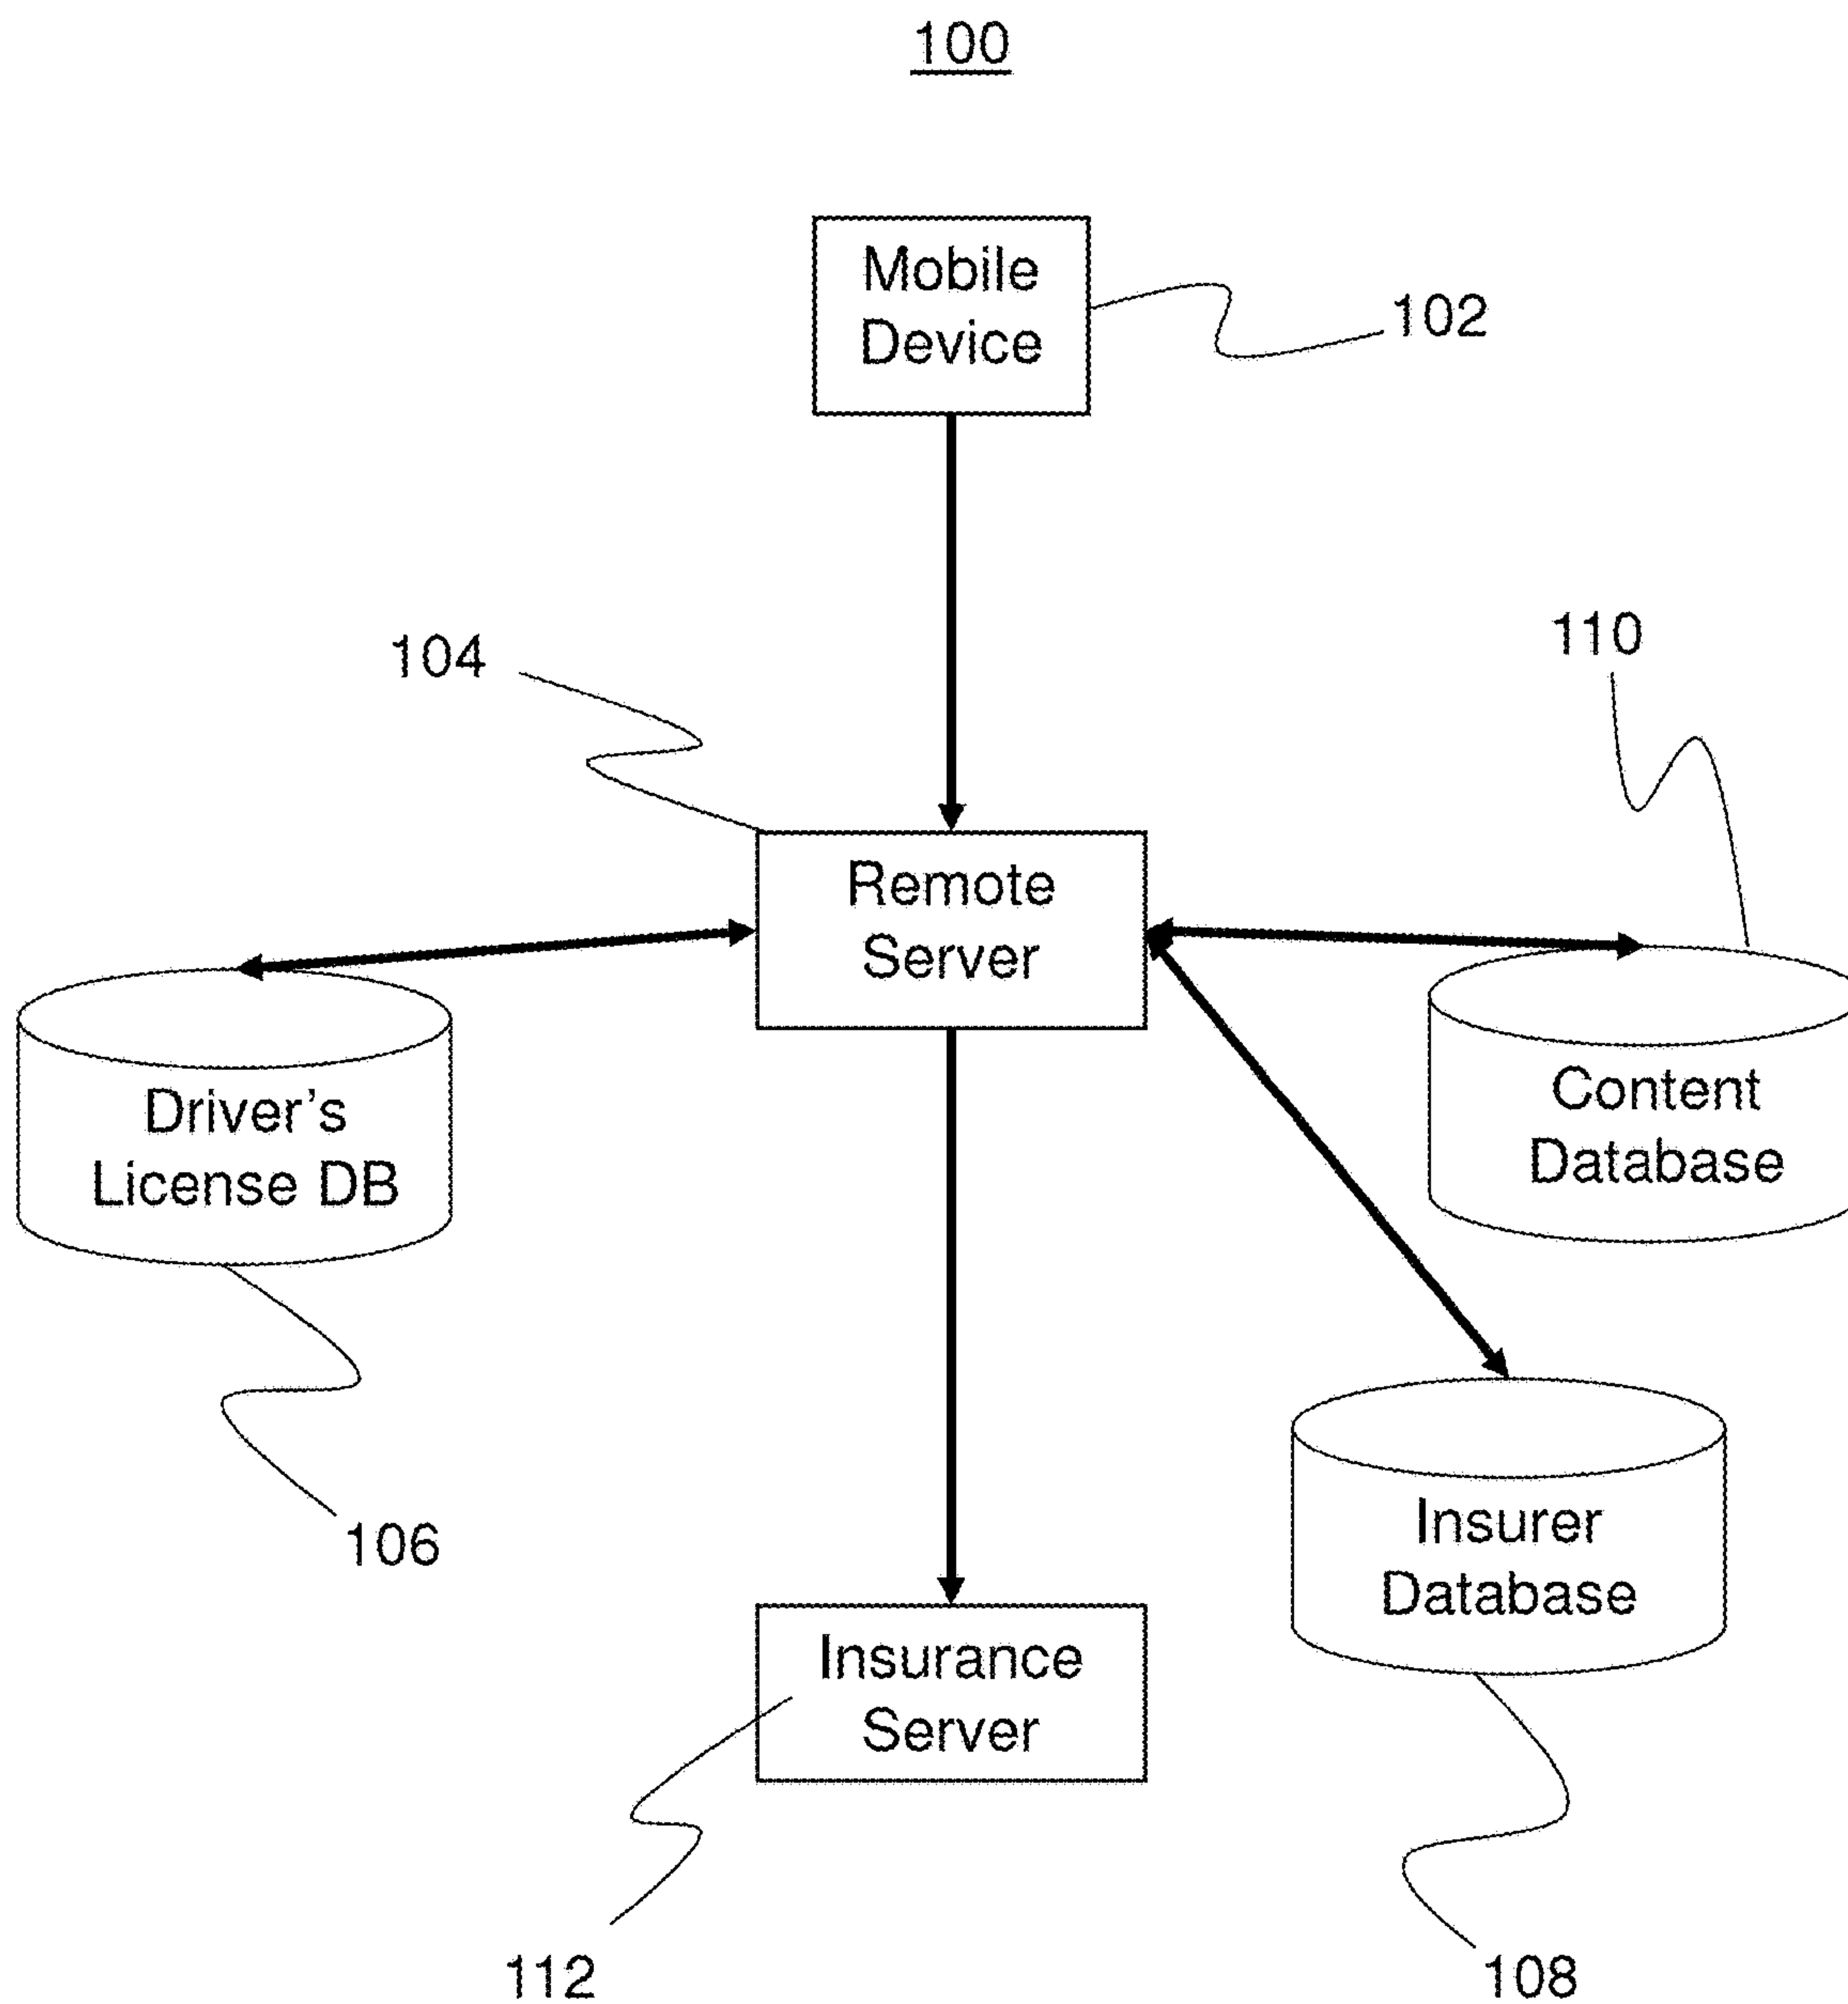 100
Mobile
Device
102
104
110
Remote
Server
Driver's
License DB
Content
Database
106
Insurer
Database
Insurance
Server
112
108